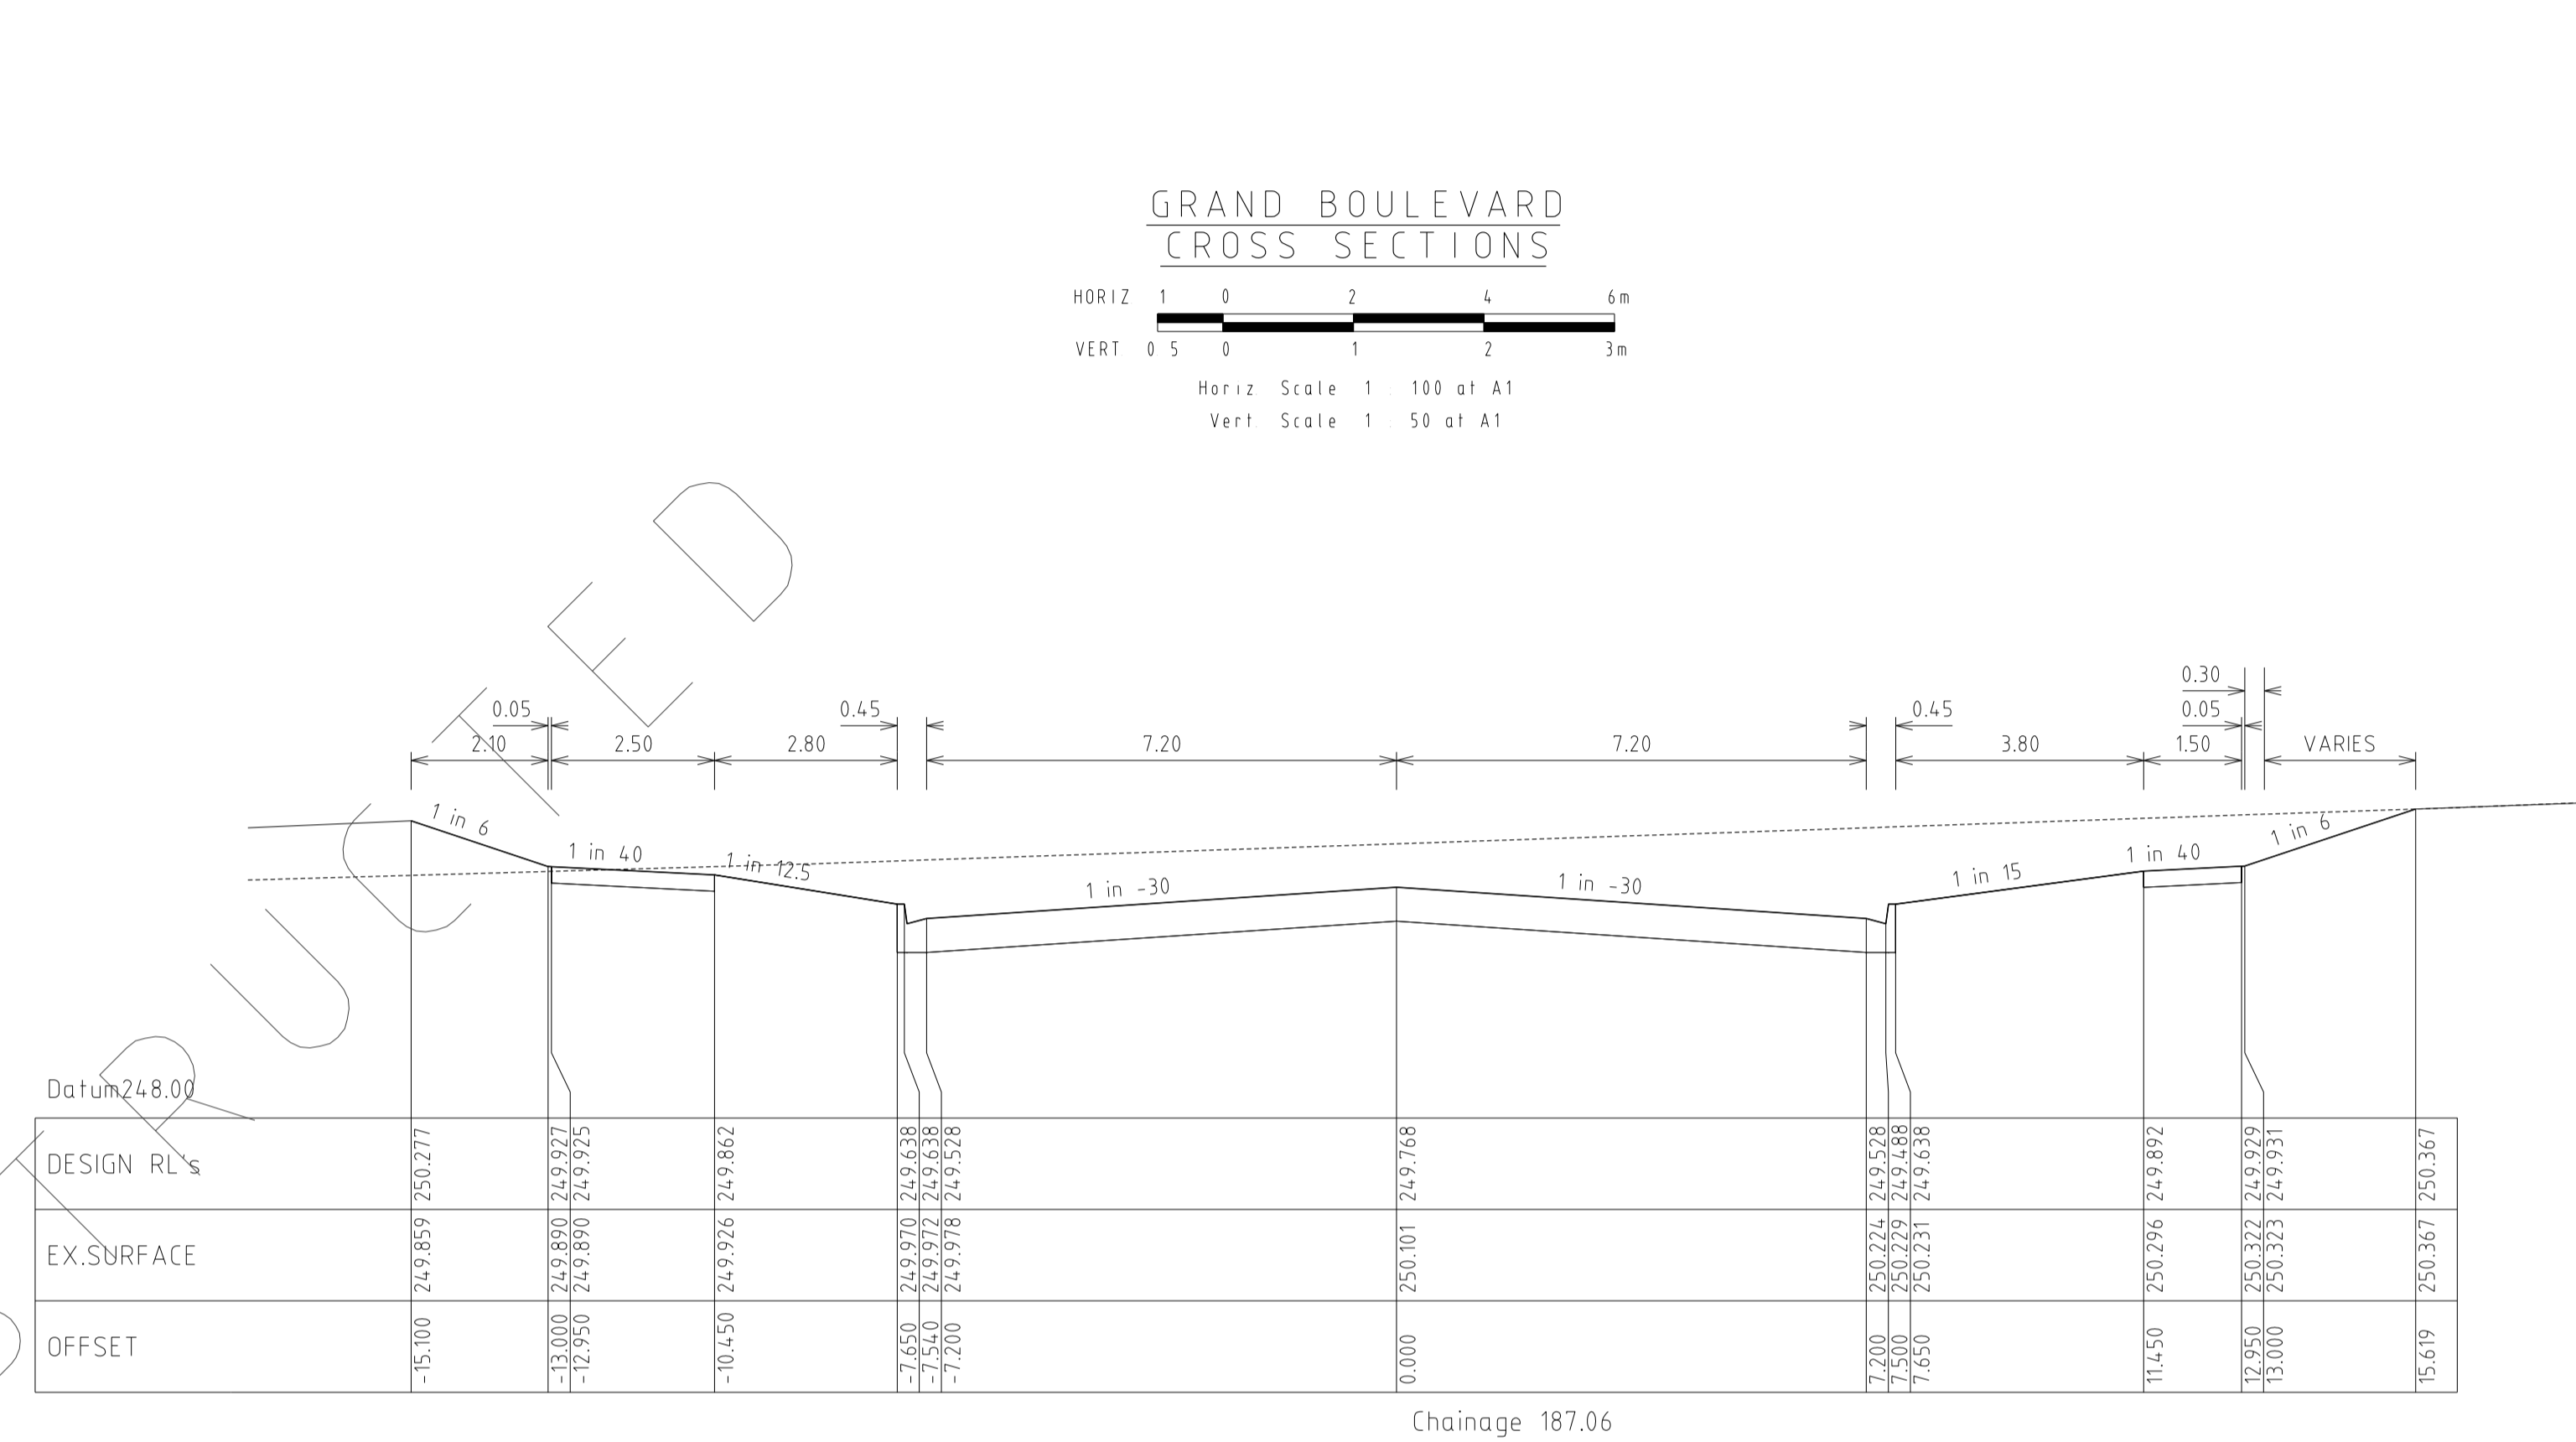 GRAND BOULEVARD
CROSS SECTIONS
HORIZ 1 0 2 4 6m
VERT. 0.5 0 1 2 3m
Horiz. Scale 1 : 100 at A1
Vert. Scale 1 : 50 at A1
0.30
0.05 0.45 0.45 0.05
2.10 2.50 2.80 7.20 7.20 3.80 1.50 VARIES
1 in 6 1 in 40 1 in 12.5 1 in -30 1 in -30 1 in 15 1 in 40 1 in 6
RUCTED
Datum248.00
DESIGN RL's 250.277 249.927 249.925 249.862 249.638 249.638 249.528 249.768 249.528 249.488 249.638 249.892 249.929 249.931 250.367
EX.SURFACE 249.859 249.890 249.890 249.926 249.970 249.972 249.978 250.101 250.224 250.229 250.231 250.296 250.322 250.323 250.367
OFFSET -15.100 -13.000 -12.950 -10.450 -7.650 -7.540 -7.200 0.000 7.200 7.500 7.650 11.450 12.950 13.000 15.619
Chainage 187.06